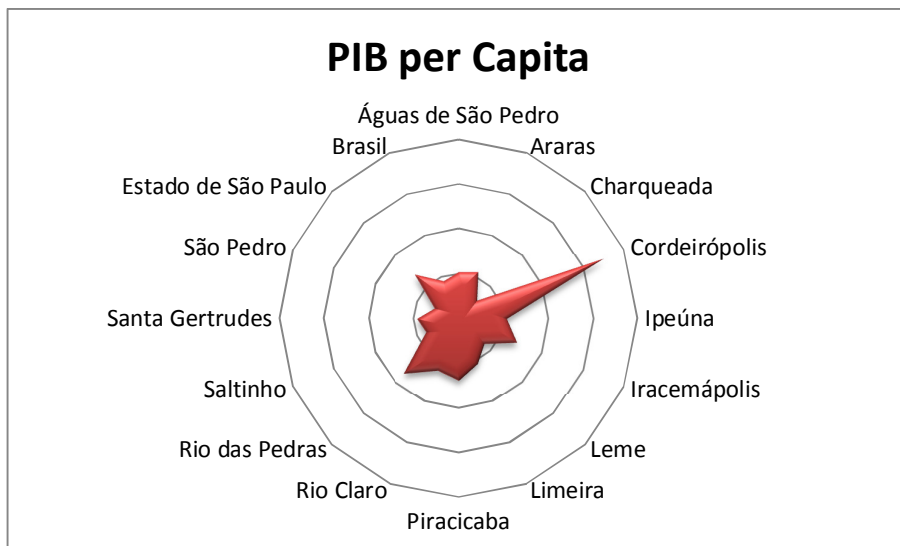 PIB per Capita
Águas de São Pedro
Brasil
Araras
Estado de São Paulo
Charqueada
São Pedro
Cordeirópolis
Santa Gertrudes
Ipeúna
Saltinho
Iracemápolis
Rio das Pedras
Leme
Rio Claro
Limeira
Piracicaba